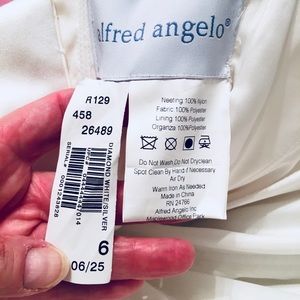 alfred angelo®
R129
458
26489
DIAMOND WHITE/SILVER
SERIAL#
6
06/25
Netting 100% Nylon
Fabric 100% Polyester
Lining 100% Polyester
Organza 100% Polyester
Do Not Wash Do Not Dryclean
Spot Clean By Hand if Necessary
Air Dry
Warm Iron As Needed
Made in China
RN 24766
Alfred Angelo Inc